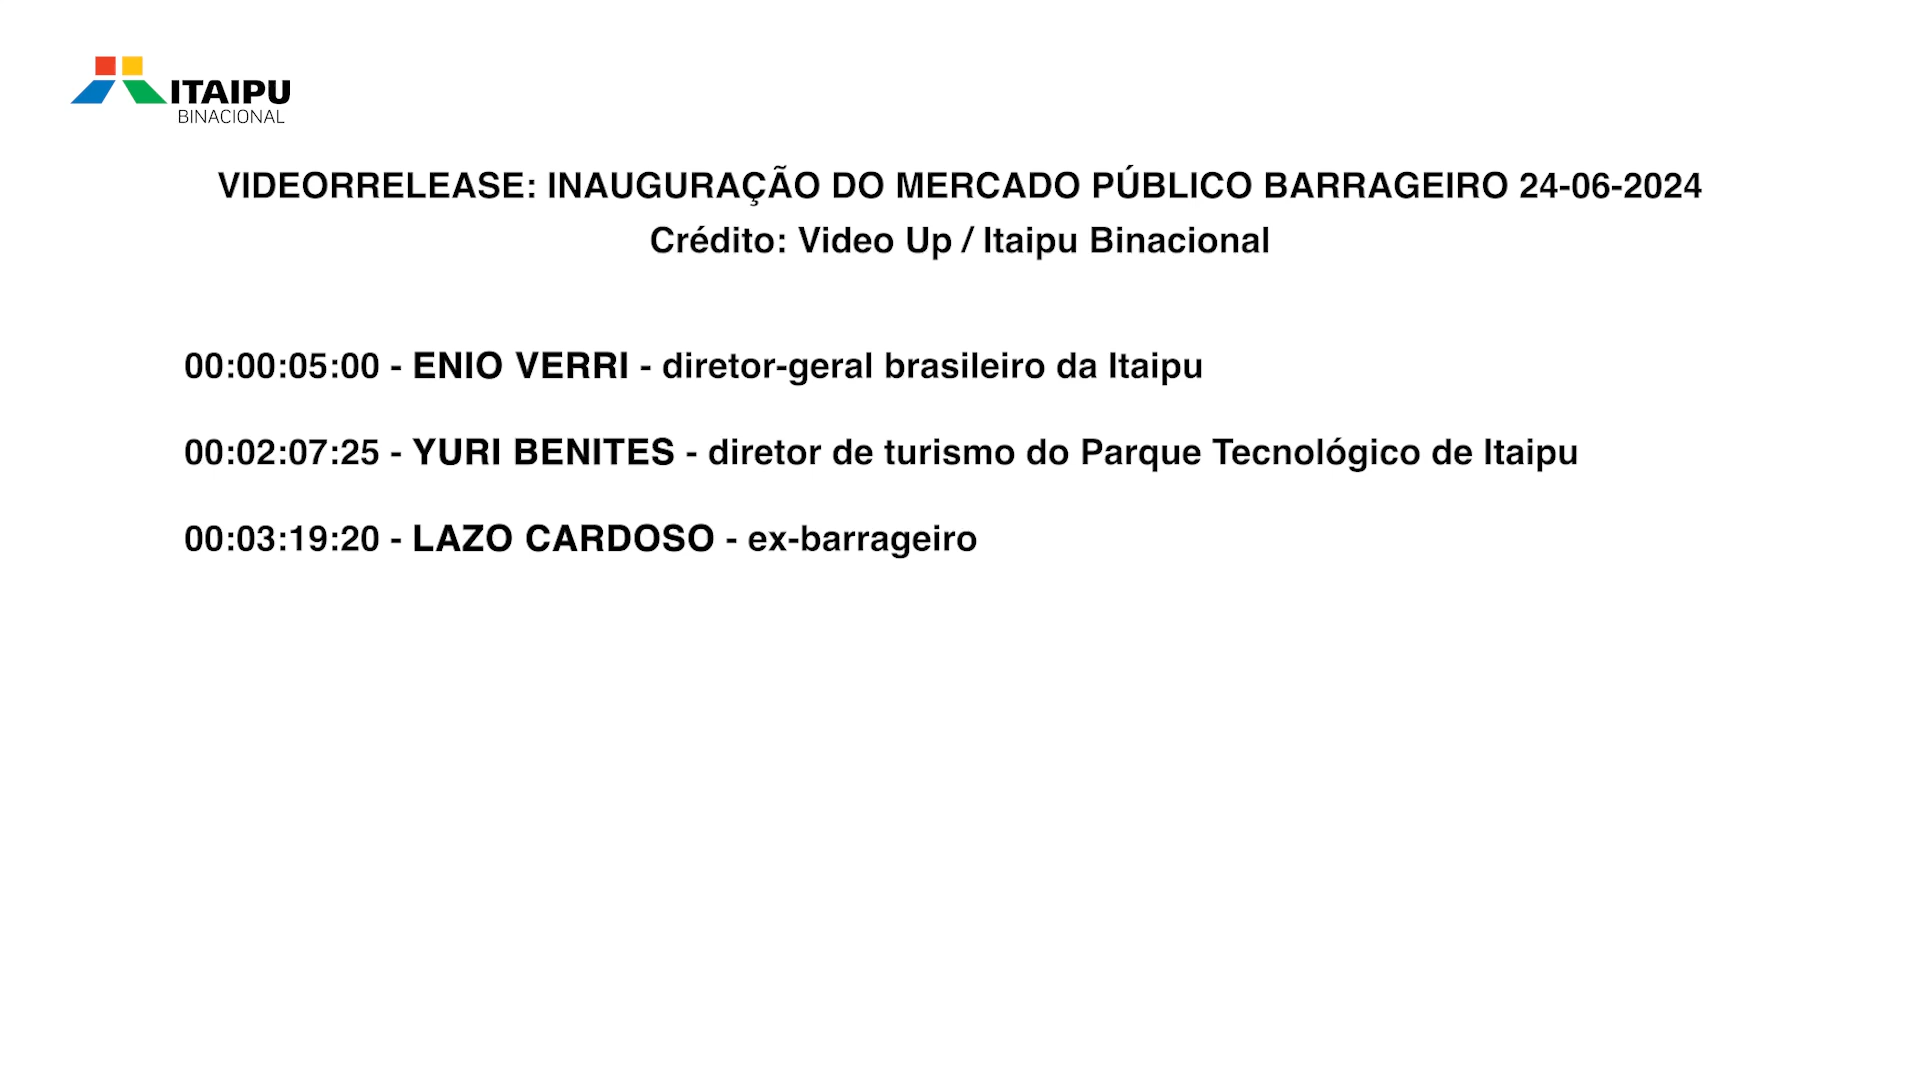 ITAIPU
BINACIONAL
VIDEORRELEASE: INAUGURAÇÃO DO MERCADO PÚBLICO BARRAGEIRO 24-06-2024
Crédito: Video Up / Itaipu Binacional
00:00:05:00 - ENIO VERRI - diretor-geral brasileiro da Itaipu
00:02:07:25 - YURI BENITES - diretor de turismo do Parque Tecnológico de Itaipu
00:03:19:20 - LAZO CARDOSO - ex-barrageiro